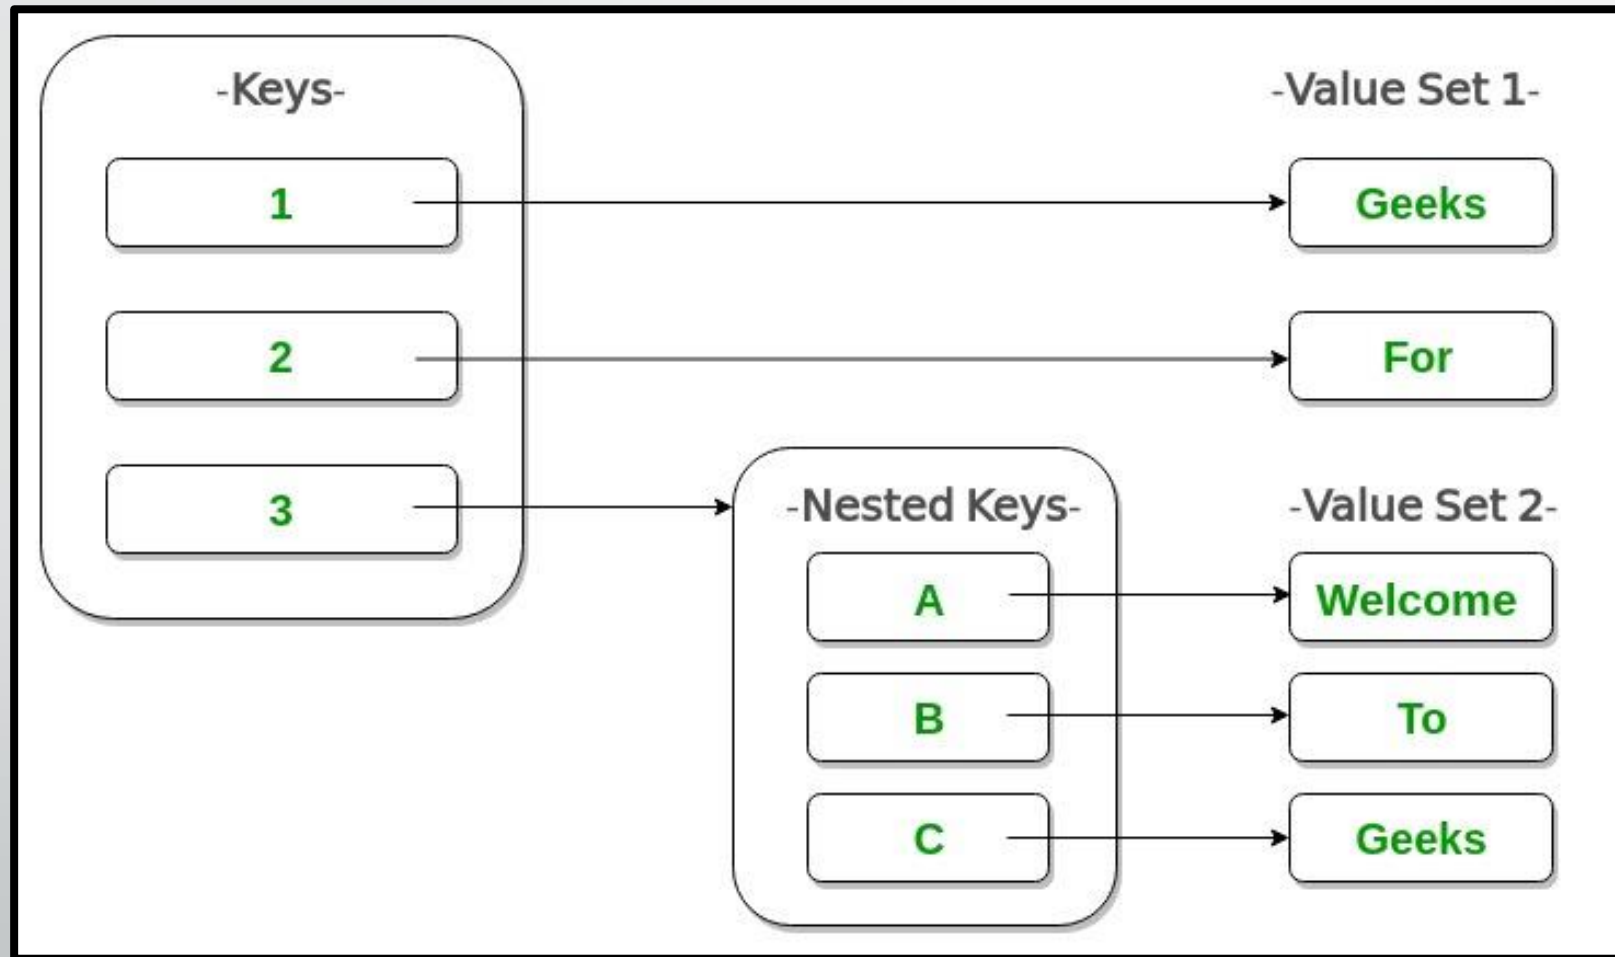 -Keys-
-Value Set 1-
1
Geeks
2
For
3
-Nested Keys-
-Value Set 2-
A
Welcome
B
To
C
Geeks